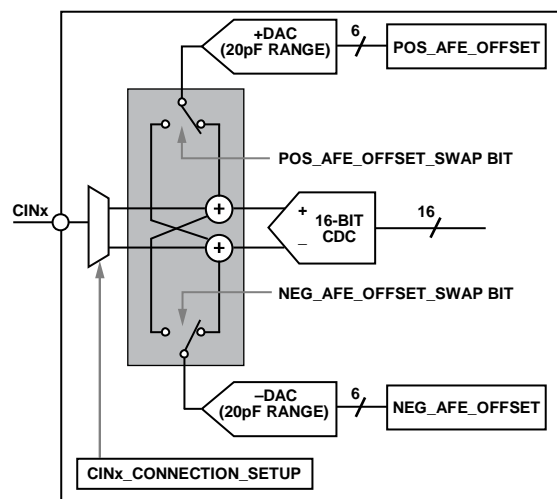 +DAC
(20pF RANGE)
6
POS_AFE_OFFSET
POS_AFE_OFFSET_SWAP BIT
CINx
+
+
_
16-BIT
CDC
16
+
NEG_AFE_OFFSET_SWAP BIT
–DAC
(20pF RANGE)
6
NEG_AFE_OFFSET
CINx_CONNECTION_SETUP